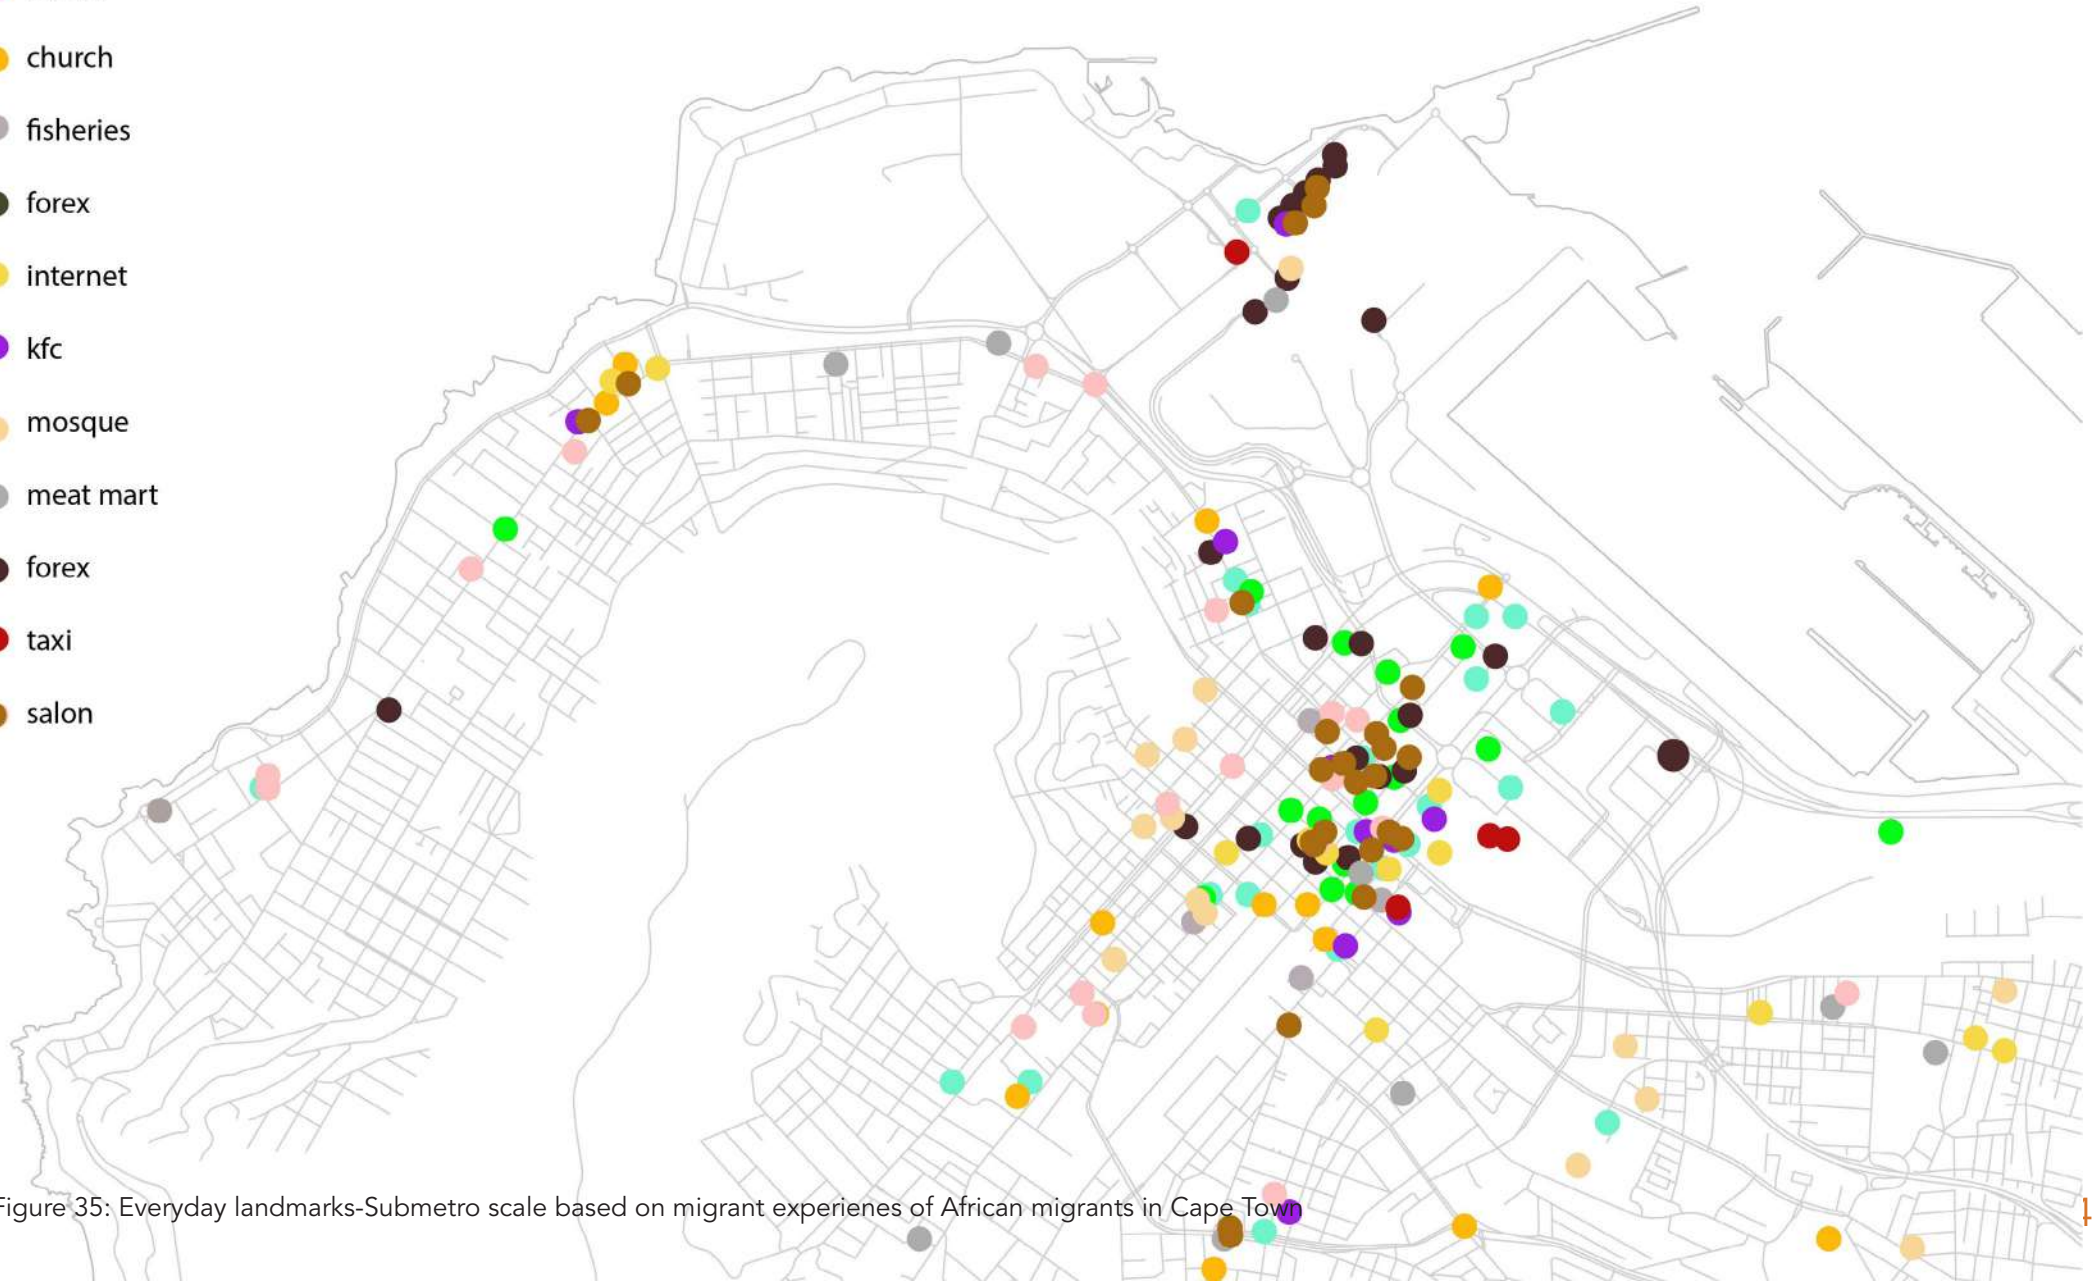 church
fisheries
forex
internet
kfc
mosque
meat mart
forex
taxi
salon
Figure 35: Everyday landmarks-Submetro scale based on migrant experienes of African migrants in Cape Town